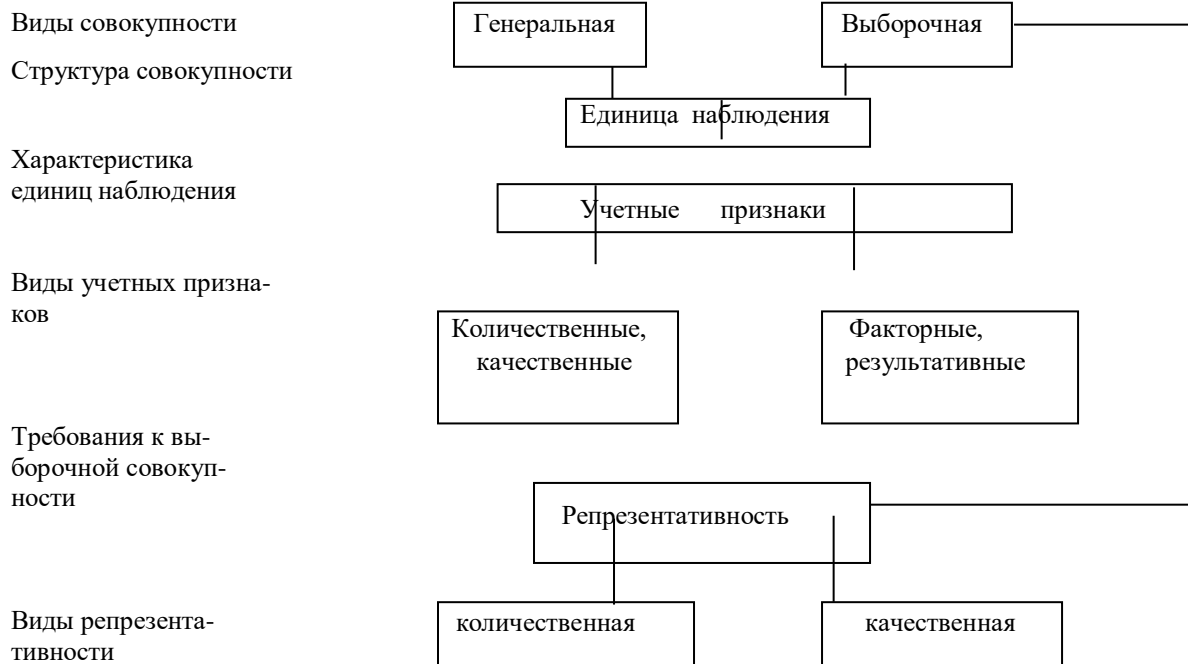 Виды совокупности
Генеральная
Выборочная
Структура совокупности
Единица наблюдения
Характеристика
единиц наблюдения
Учетные признаки
Виды учетных призна-
ков
Количественные,
качественные
Факторные,
результативные
Требования к вы-
борочной совокуп-
ности
Репрезентативность
Виды репрезента-
тивности
количественная
качественная